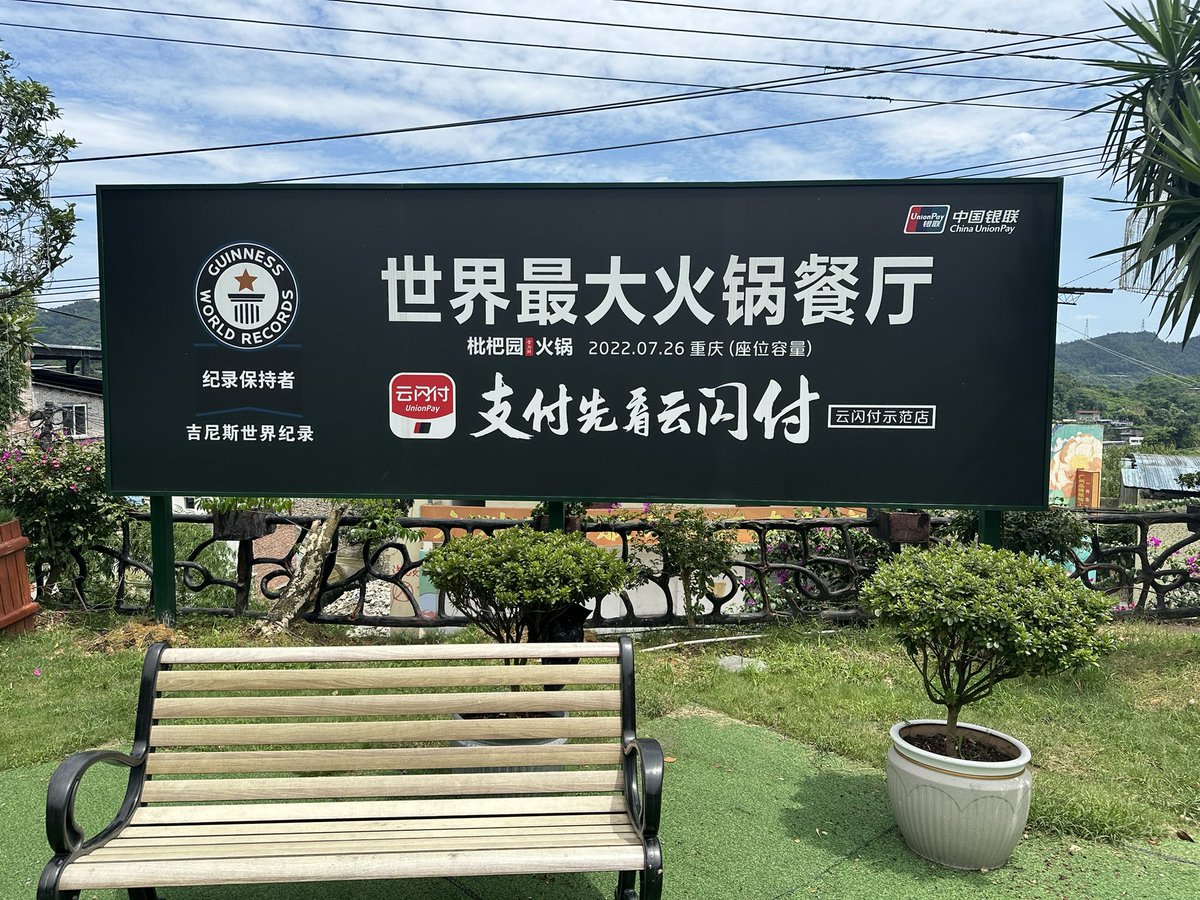 UnionPay
银联
中国银联
China UnionPay
GUINNESS
WORLD RECORDS
纪录保持者
吉尼斯世界纪录
世界最大火锅餐厅
枇杷园 火锅 2022.07.26 重庆 (座位容量)
云闪付
UnionPay
支付先看云闪付
云闪付示范店